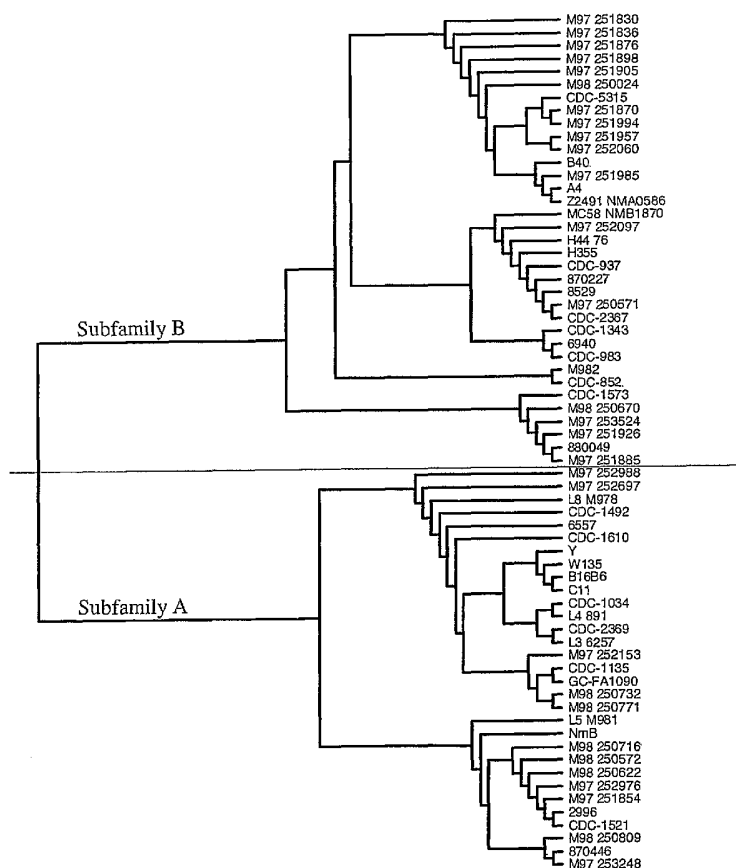 M97 251830
M97 251836
M97 251876
M97 251898
M97 251905
M98 250024
CDC-5315
M97 251870
M97 251994
M97 251957
M97 252060
B40.
M97 251985
A4
Z2491 NMA0586
MC58 NMB1870
M97 252097
H44 76
H355
CDC-937
870227
8529
M97 250571
CDC-2367
CDC-1343
6940
CDC-983
M982
CDC-852.
CDC-1573
M98 250670
M97 253524
M97 251926
880049
M97 251885
Subfamily B
M97 252988
M97 252697
L8 M978
CDC-1492
6557
CDC-1610
Y
W135
B16B6
C11
CDC-1034
L4 891
CDC-2369
L3 6257
M97 252153
CDC-1135
GC-FA1090
M98 250732
M98 250771
L5 M981
NmB
M98 250716
M98 250572
M98 250622
M97 252976
M97 251854
2996
CDC-1521
M98 250809
870446
M97 253248
Subfamily A